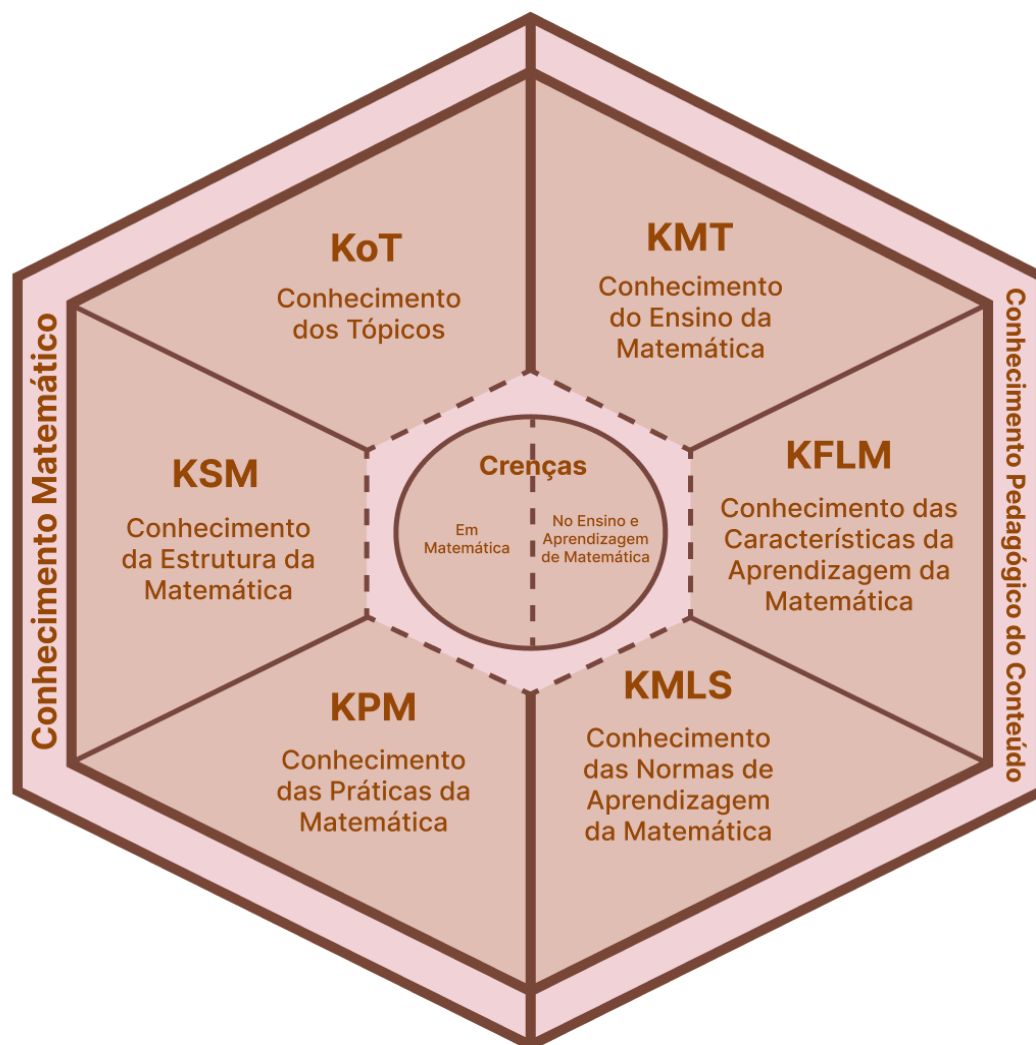 Conhecimento Matemático
KoT
Conhecimento
dos Tópicos
KMT
Conhecimento
do Ensino da
Matemática
KSM
Conhecimento
da Estrutura da
Matemática
Crenças
Em
Matemática
No Ensino e
Aprendizagem
de Matemática
KFLM
Conhecimento das
Características da
Aprendizagem da
Matemática
KPM
Conhecimento
das Práticas da
Matemática
KMLS
Conhecimento
das Normas de
Aprendizagem
da Matemática
Conhecimento Pedagógico do Conteúdo